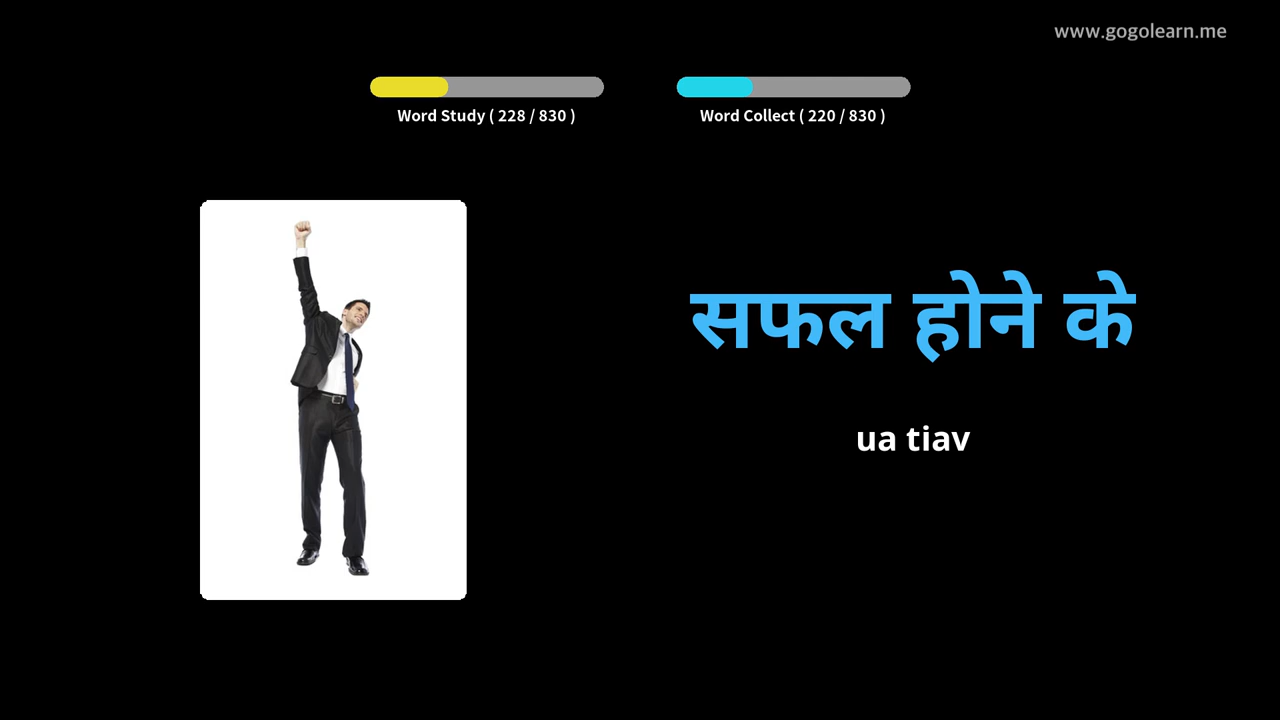 www.gogolearn.me
Word Study ( 228 / 830 )
Word Collect ( 220 / 830 )
सफल होने के
ua tiav